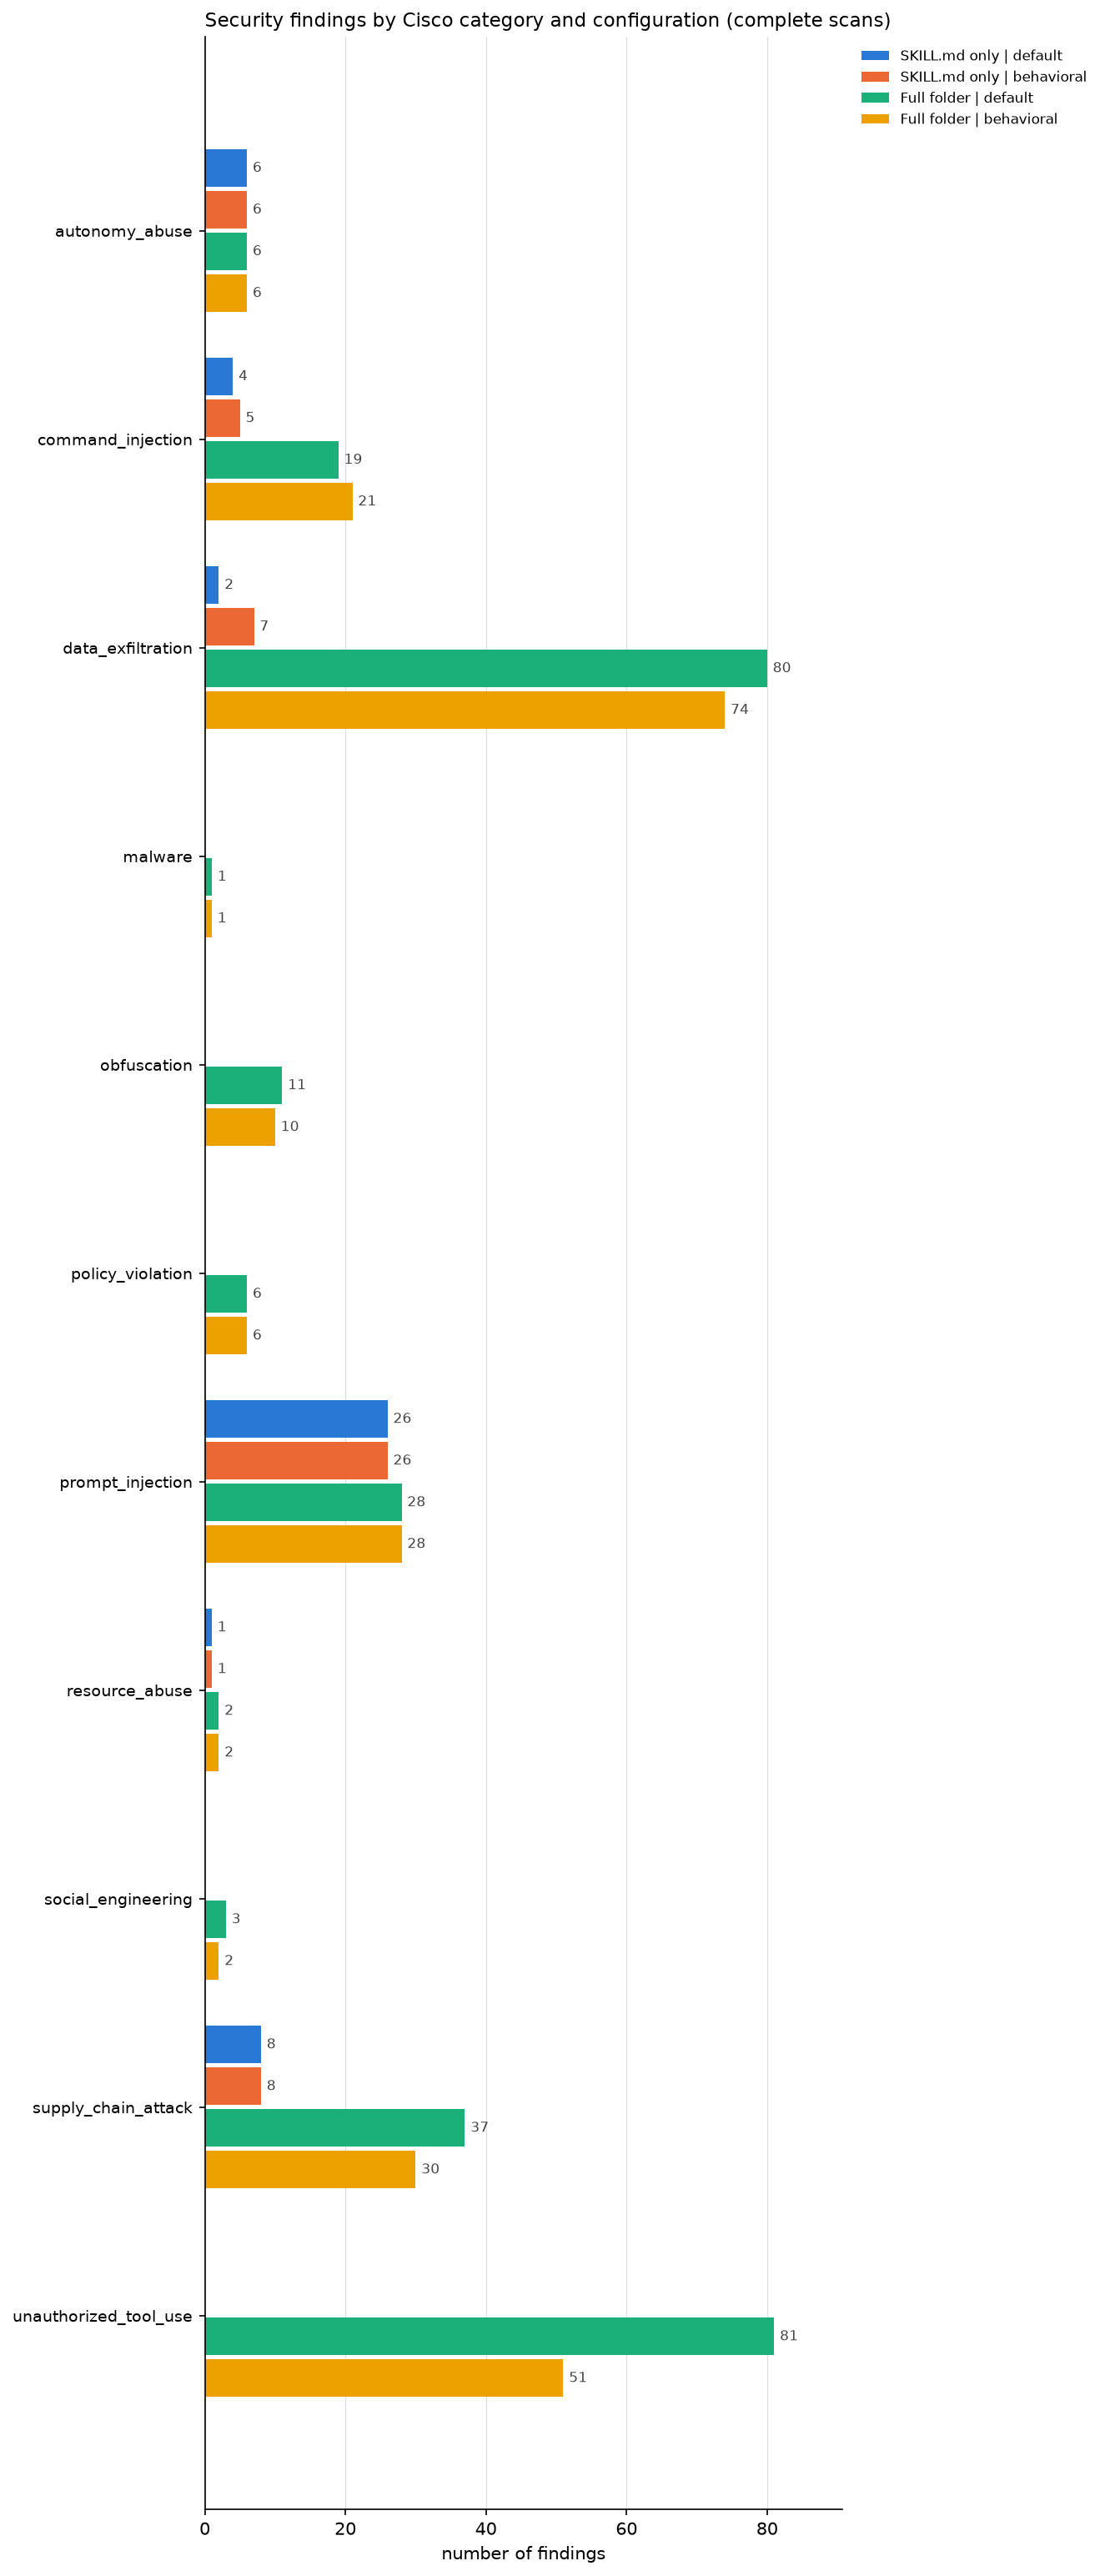 Security findings by Cisco category and configuration (complete scans)
SKILL.md only | default
SKILL.md only | behavioral
Full folder | default
Full folder | behavioral
autonomy_abuse
6
6
6
6
command_injection
4
5
19
21
data_exfiltration
2
7
80
74
malware
1
1
obfuscation
11
10
policy_violation
6
6
prompt_injection
26
26
28
28
resource_abuse
1
1
2
2
social_engineering
3
2
supply_chain_attack
8
8
37
30
unauthorized_tool_use
81
51
0 20 40 60 80
number of findings